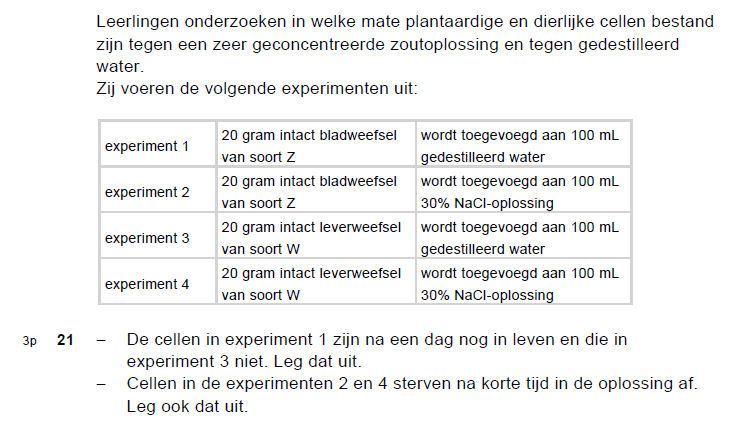 Leerlingen onderzoeken in welke mate plantaardige en dierlijke cellen bestand
zijn tegen een zeer geconcentreerde zoutoplossing en tegen gedestilleerd
water.
Zij voeren de volgende experimenten uit:
experiment 1 20 gram intact bladweefsel van soort Z wordt toegevoegd aan 100 mL gedestilleerd water
experiment 2 20 gram intact bladweefsel van soort Z wordt toegevoegd aan 100 mL 30% NaCl-oplossing
experiment 3 20 gram intact leverweefsel van soort W wordt toegevoegd aan 100 mL gedestilleerd water
experiment 4 20 gram intact leverweefsel van soort W wordt toegevoegd aan 100 mL 30% NaCl-oplossing
3p 21 – De cellen in experiment 1 zijn na een dag nog in leven en die in
experiment 3 niet. Leg dat uit.
– Cellen in de experimenten 2 en 4 sterven na korte tijd in de oplossing af.
Leg ook dat uit.